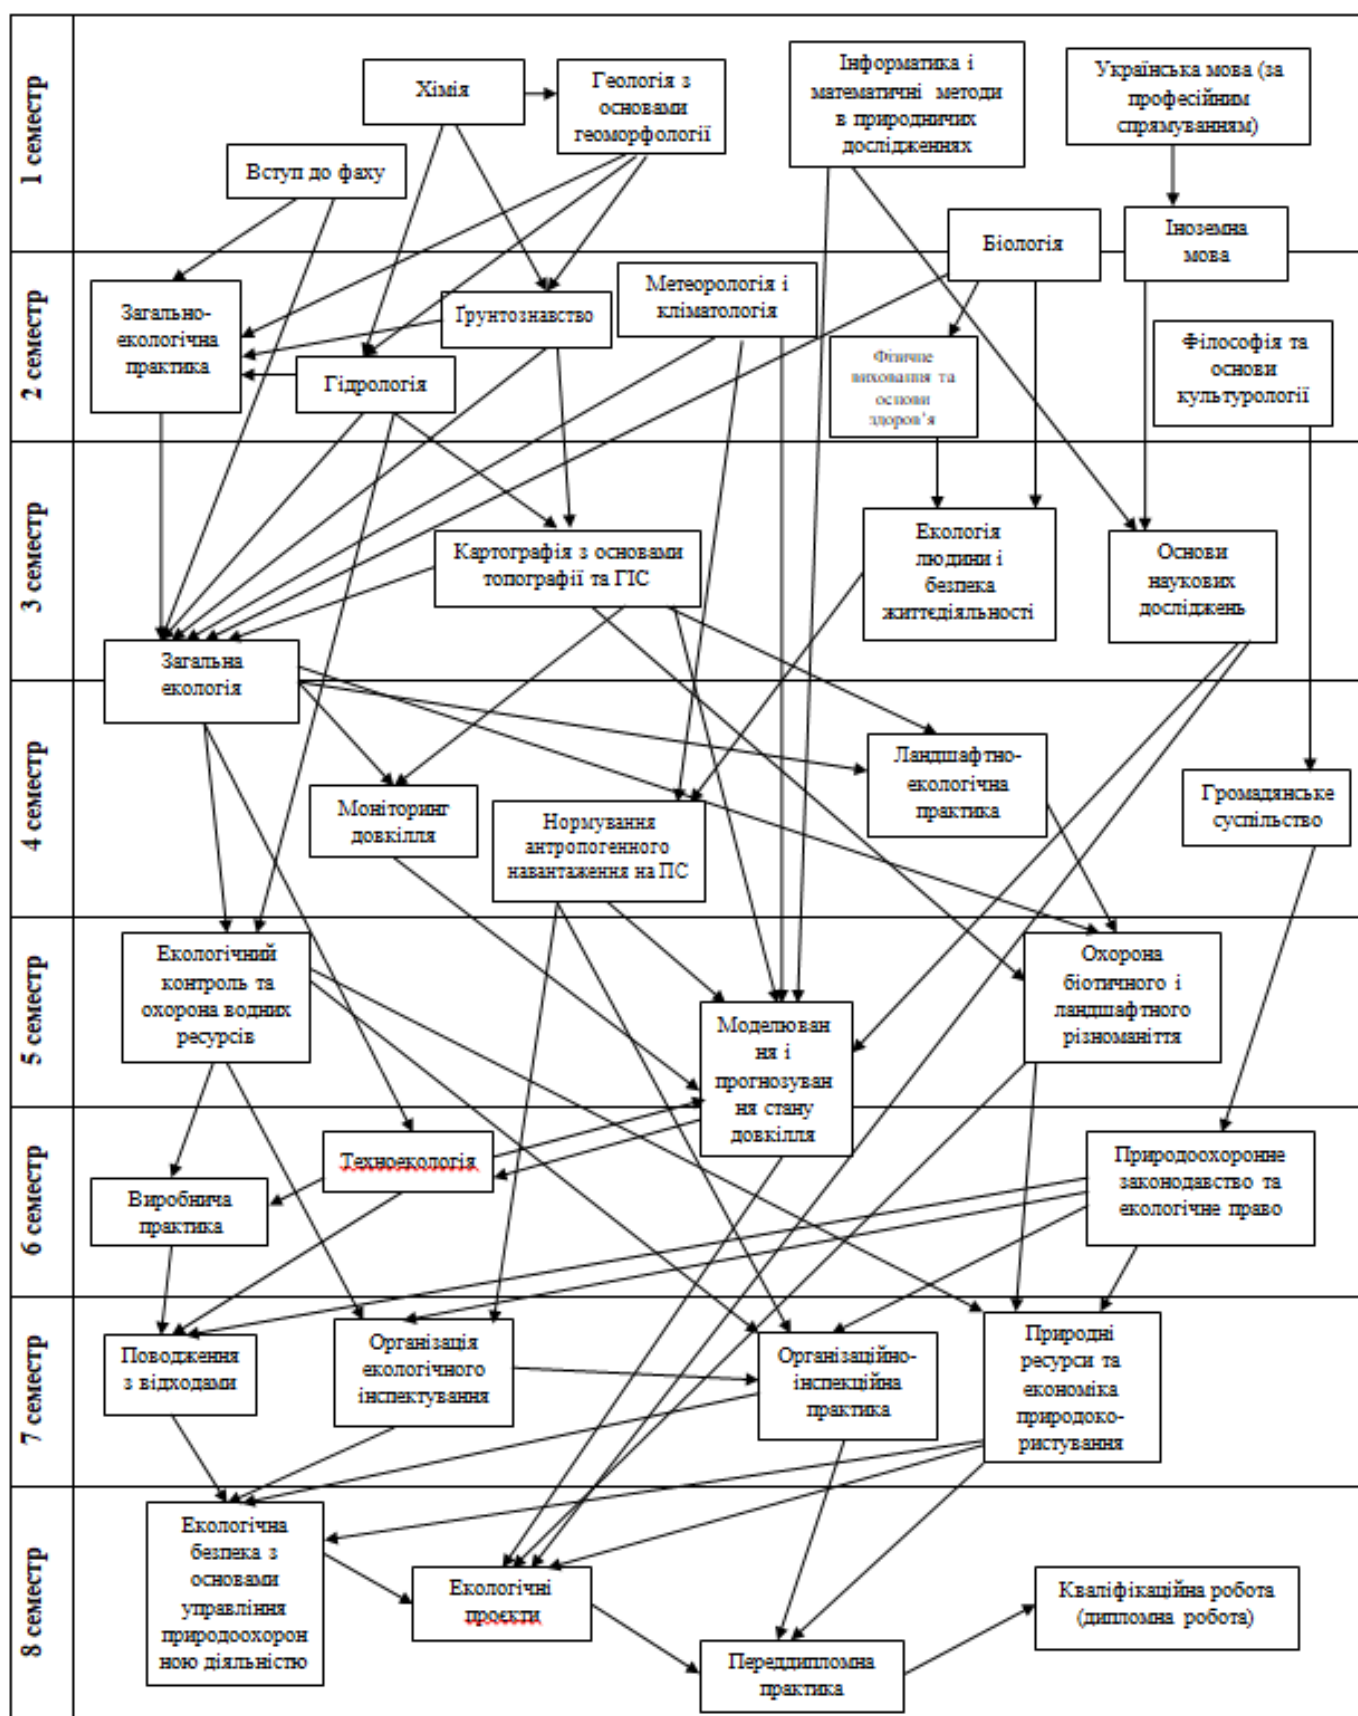 1 семестр
Хімія
Геологія з
основами
геоморфології
Інформатика і
математичні методи
в природничих
дослідженнях
Українська мова (за
професійним
спрямуванням)
Вступ до фаху
Біологія
Іноземна
мова
2 семестр
Загально-
екологічна
практика
Ґрунтознавство
Метеорологія і
кліматологія
Гідрологія
Фізичне
виховання та
основи
здоров’я
Філософія та
основи
культурології
3 семестр
Картографія з основами
топографії та ГІС
Екологія
людини і
безпека
життєдіяльності
Основи
наукових
досліджень
Загальна
екологія
4 семестр
Моніторинг
довкілля
Нормування
антропогенного
навантаження на ПС
Ландшафтно-
екологічна
практика
Громадянське
суспільство
5 семестр
Екологічний
контроль та
охорона водних
ресурсів
Моделюван
ня і
прогнозуван
ня стану
довкілля
Охорона
біотичного і
ландшафтного
різноманіття
6 семестр
Техноекологія
Виробнича
практика
Природоохоронне
законодавство та
екологічне право
7 семестр
Поводження
з відходами
Організація
екологічного
інспектування
Організаційно-
інспекційна
практика
Природні
ресурси та
економіка
природоко-
ристування
8 семестр
Екологічна
безпека з
основами
управління
природоохорон
ною діяльністю
Екологічні
проєкти
Переддипломна
практика
Кваліфікаційна робота
(дипломна робота)